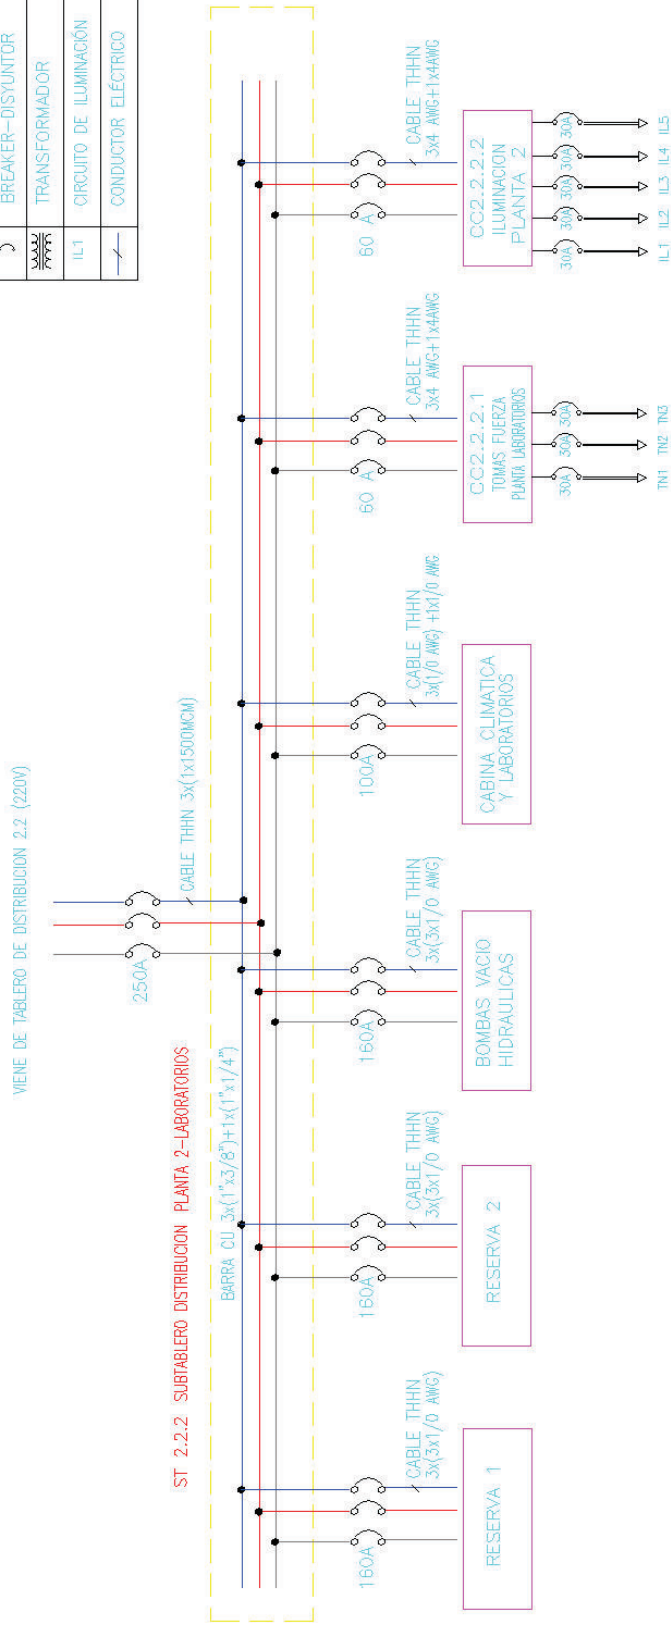 BREAKER-DISYUNTOR
TRANSFORMADOR
IL1 CIRCUITO DE ILUMINACIÓN
CONDUCTOR ELÉCTRICO
VIENE DE TABLERO DE DISTRIBUCION 2.2 (220V)
250A
CABLE THHN 3x(1x1500MCM)
ST 2.2.2 SUBTABLERO DISTRIBUCION PLANTA 2-LABORATORIOS
BARRA CU 3x(1"x3/8")+1x(1"x1/4")
160A
CABLE THHN
3x(3x1/0 AWG)
RESERVA 1
160A
CABLE THHN
3x(3x1/0 AWG)
RESERVA 2
160A
CABLE THHN
3x(3x1/0 AWG)
BOMBAS VACIO
HIDRAULICAS
100A
CABLE THHN
3x(1/0 AWG) +1x1/0 AWG
CABINA CLIMATICA
Y LABORATORIOS
60 A
CABLE THHN
3x4 AWG+1x4AWG
CC2.2.2.1
TOMAS FUERZA
PLANTA LABORATORIOS
30A 30A 30A
TN1 TN2 TN3
60 A
CABLE THHN
3x4 AWG+1x4AWG
CC2.2.2.2
ILUMINACION
PLANTA 2
30A 30A 30A 30A 30A
IL1 IL2 IL3 IL4 IL5